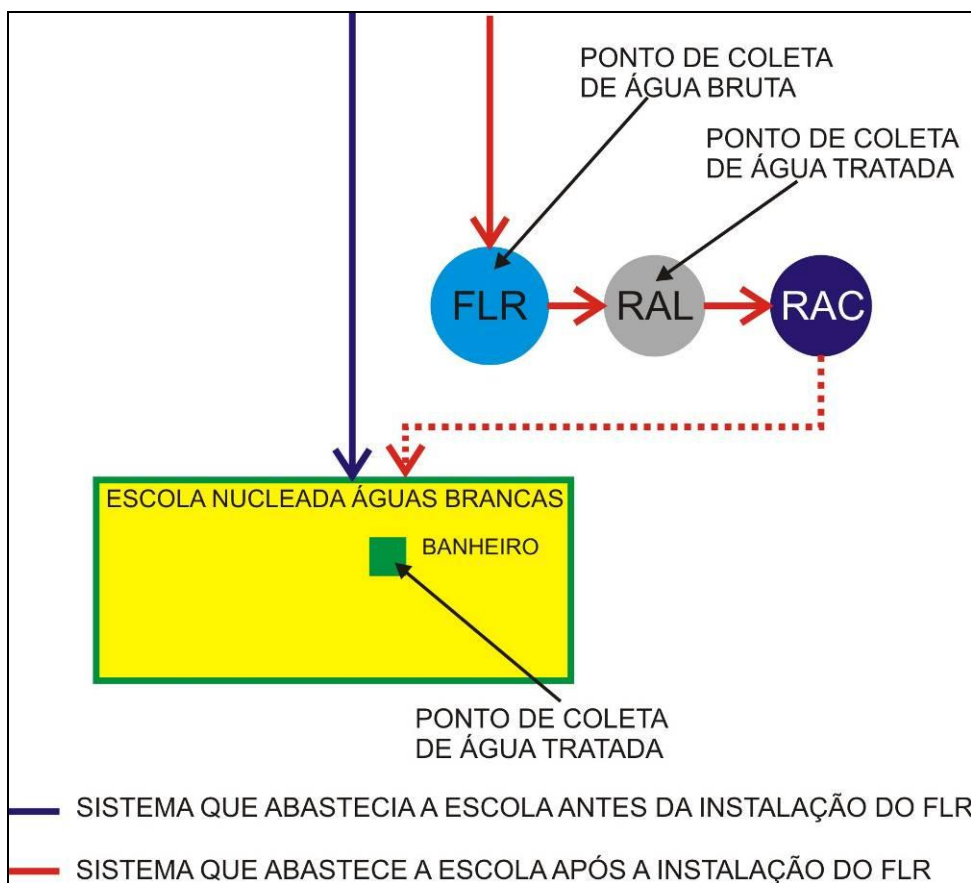 PONTO DE COLETA
DE ÁGUA BRUTA
PONTO DE COLETA
DE ÁGUA TRATADA
FLR
RAL
RAC
ESCOLA NUCLEADA ÁGUAS BRANCAS
BANHEIRO
PONTO DE COLETA
DE ÁGUA TRATADA
SISTEMA QUE ABASTECIA A ESCOLA ANTES DA INSTALAÇÃO DO FLR
SISTEMA QUE ABASTECE A ESCOLA APÓS A INSTALAÇÃO DO FLR